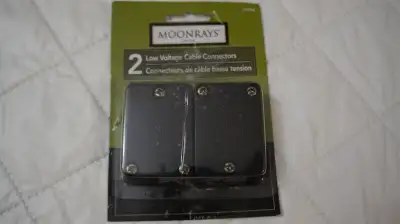 MOONRAYS
2 Low Voltage Cable Connectors
Connecteurs de câble basse tension